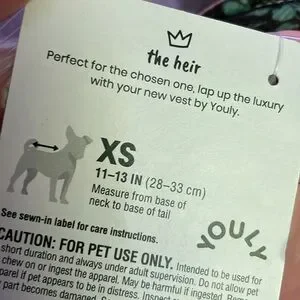 the heir
Perfect for the chosen one, lap up the luxury
with your new vest by Youly.
XS
11–13 IN (28–33 cm)
Measure from base of
neck to base of tail
YOULY
See sewn-in label for care instructions.
CAUTION: FOR PET USE ONLY. Intended to be used for
short duration and always under adult supervision. Do not allow pet
chew on or ingest the apparel. May be harmful if ingested.
if pet appears to be in distress. Inspect
part becomes damaged.